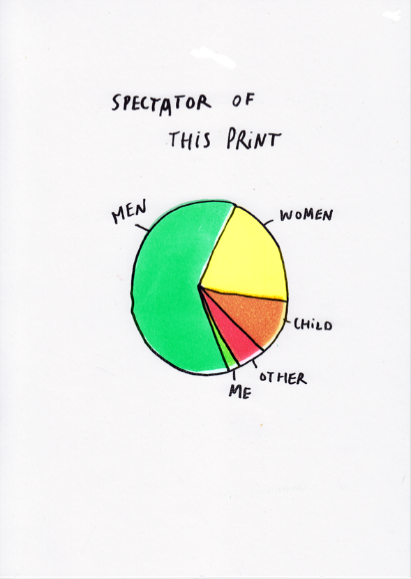 SPECTATOR OF
THiS PRiNT
MEN
WOMEN
CHiLD
OTHER
ME